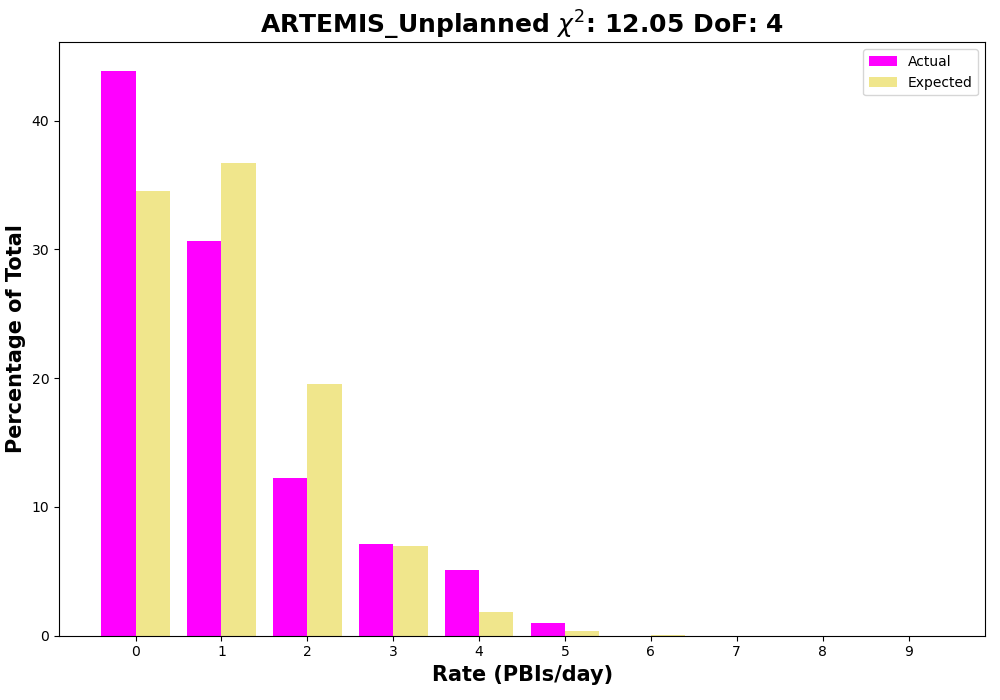 ARTEMIS_Unplanned χ²: 12.05 DoF: 4
Actual
Expected
Percentage of Total
40
30
20
10
0
0 1 2 3 4 5 6 7 8 9
Rate (PBIs/day)